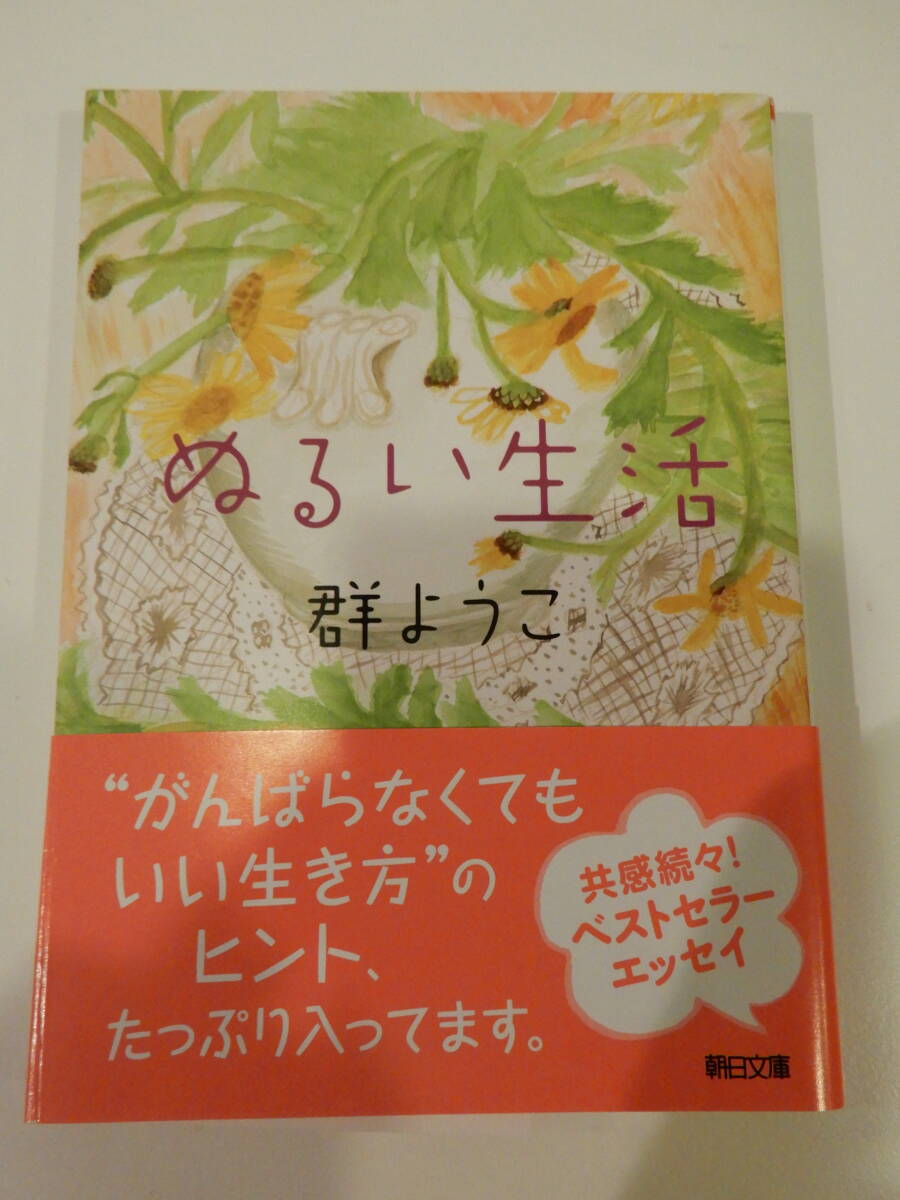 ぬるい生活
群ようこ
“がんばらなくても
いい生き方”の
ヒント、
たっぷり入ってます。
共感続々!
ベストセラー
エッセイ
朝日文庫